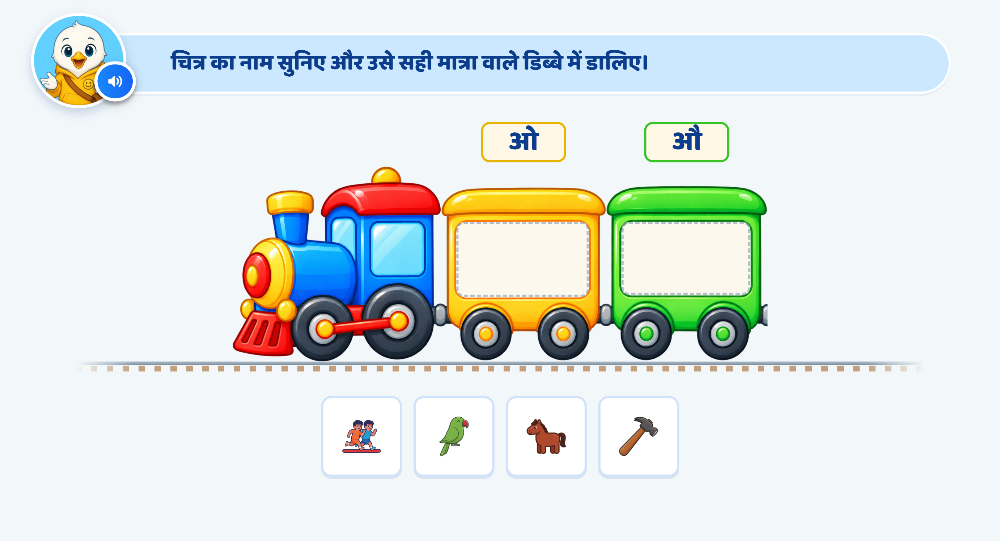 चित्र का नाम सुनिए और उसे सही मात्रा वाले डिब्बे में डालिए।
ओ
औ